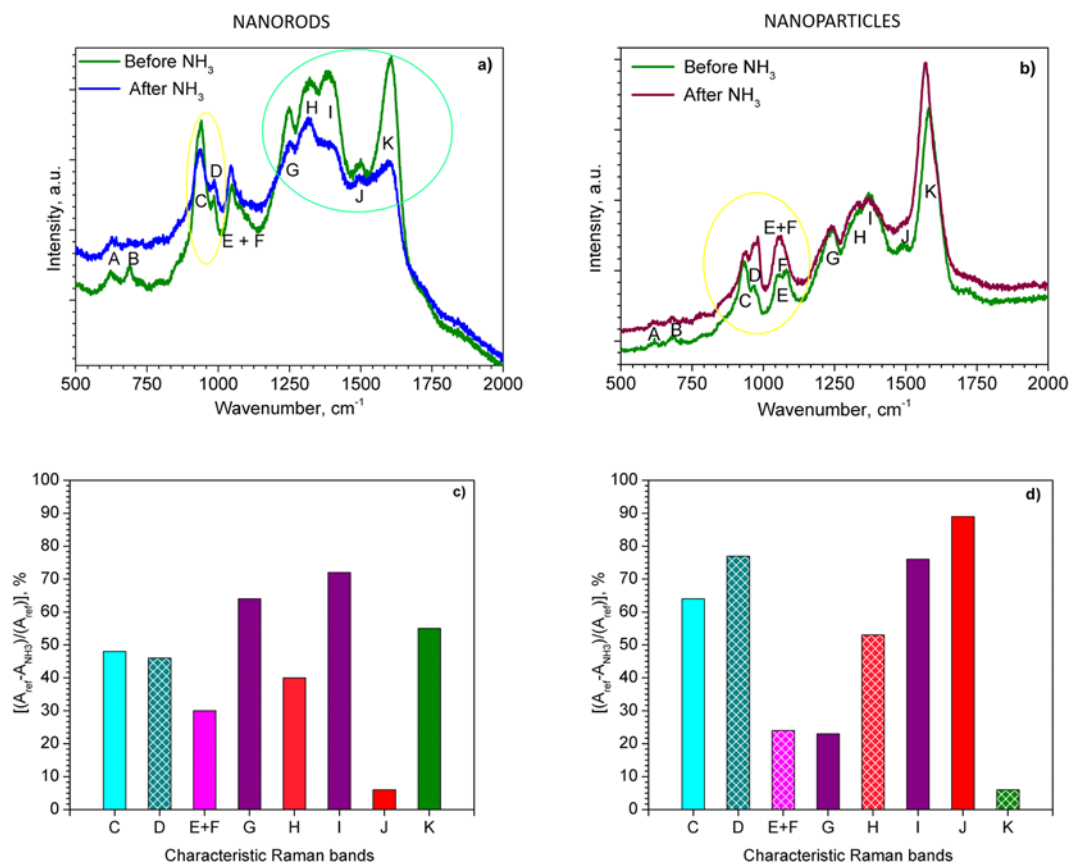 NANORODS
NANOPARTICLES
Before NH3
After NH3
a)
A
B
C
D
E + F
G
H
I
J
K
Intensity, a.u.
500 750 1000 1250 1500 1750 2000
Wavenumber, cm-1
Before NH3
After NH3
b)
A
B
C
D
E+F
F
E
G
H
I
J
K
Intensity, a.u.
500 750 1000 1250 1500 1750 2000
Wavenumber, cm-1
c)
100
90
80
70
60
50
40
30
20
10
0
[(Aref-ANH3)/(Aref)], %
C D E+F G H I J K
Characteristic Raman bands
d)
100
90
80
70
60
50
40
30
20
10
0
[(Aref-ANH3)/(Aref)], %
C D E+F G H I J K
Characteristic Raman bands